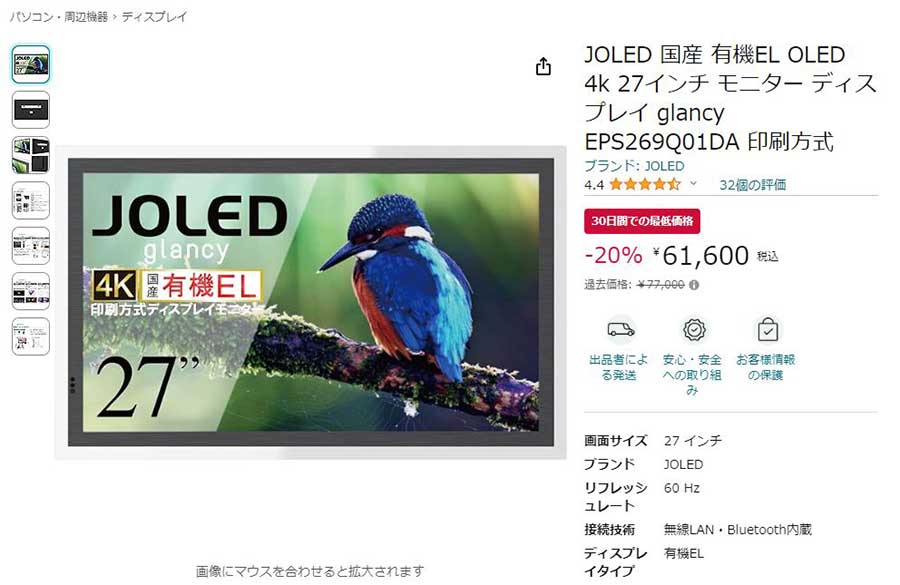 パソコン・周辺機器 › ディスプレイ
JOLED 国産 有機EL OLED
4k 27インチ モニター ディス
プレイ glancy
EPS269Q01DA 印刷方式
ブランド: JOLED
4.4 32個の評価
30日間での最低価格
-20% ¥61,600 税込
過去価格: ¥77,000
出品者によ
る発送
安心・安全
への取り組
み
お客様情報
の保護
画面サイズ 27 インチ
ブランド JOLED
リフレッシ
ュレート 60 Hz
接続技術 無線LAN・Bluetooth内蔵
ディスプレ
イタイプ 有機EL
JOLED
glancy
4K 国産 有機EL
印刷方式ディスプレイモニター
27”
画像にマウスを合わせると拡大されます